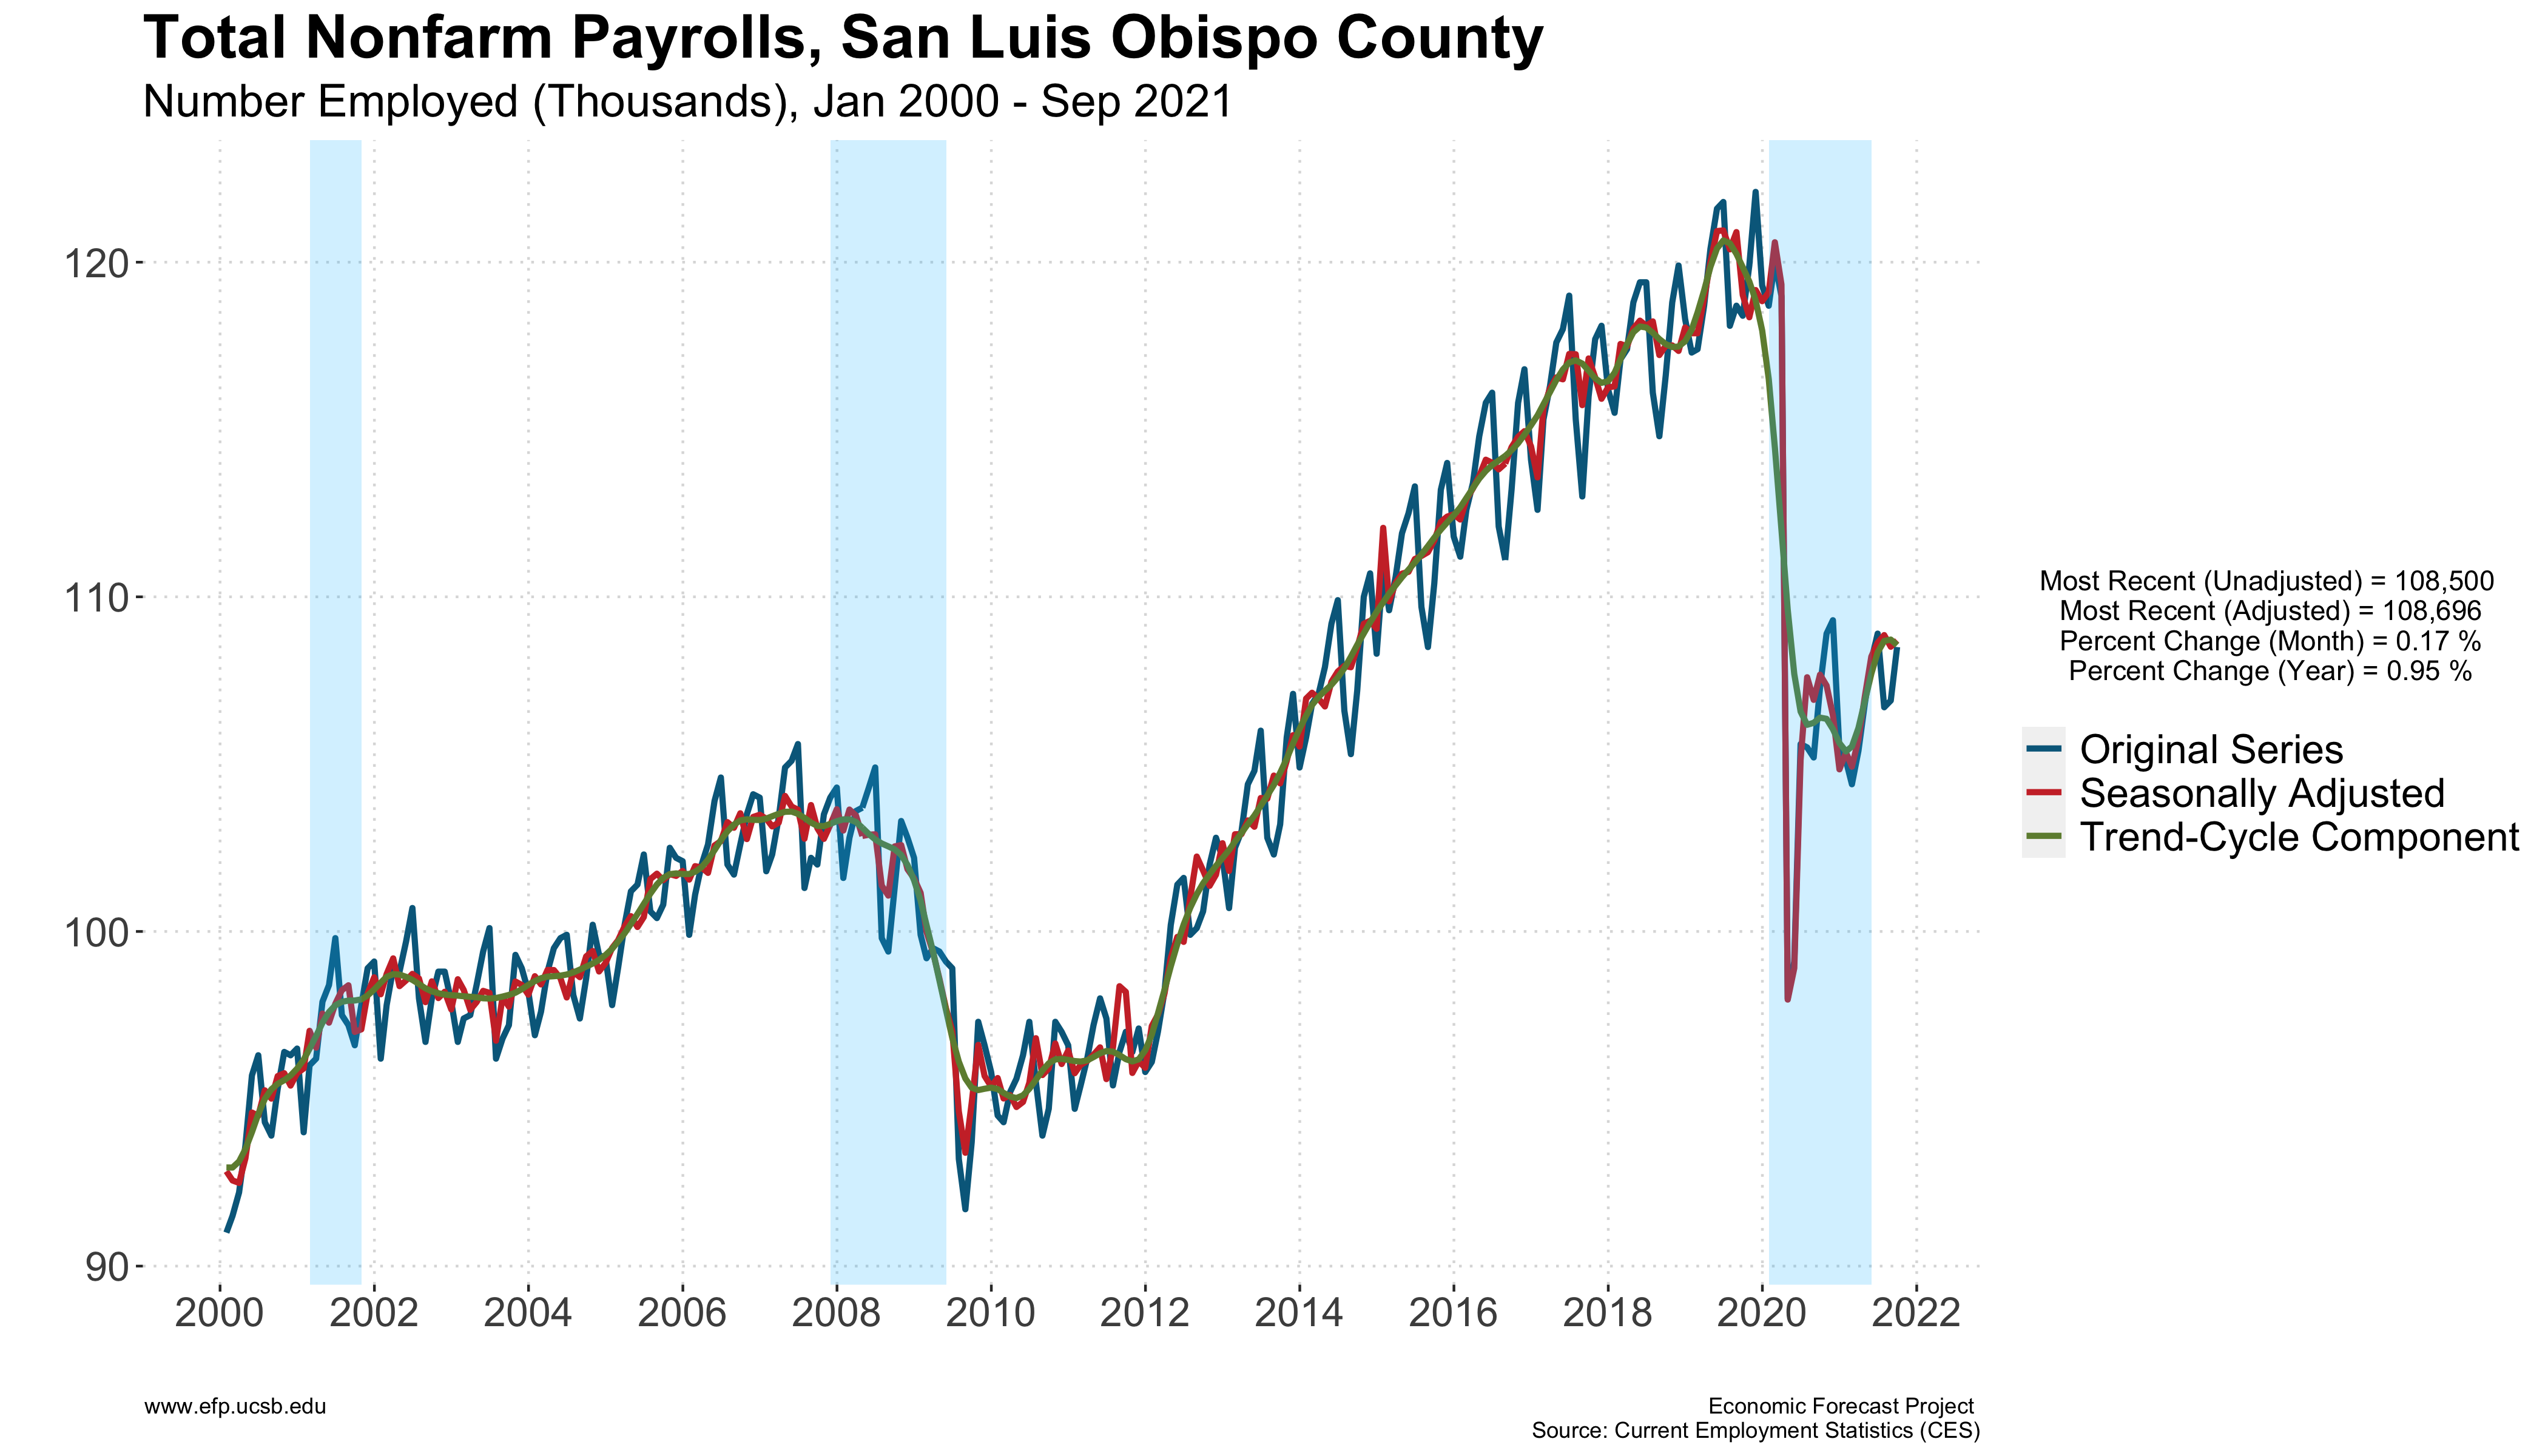 Total Nonfarm Payrolls, San Luis Obispo County
Number Employed (Thousands), Jan 2000 - Sep 2021
120
110
100
90
2000 2002 2004 2006 2008 2010 2012 2014 2016 2018 2020 2022
Most Recent (Unadjusted) = 108,500
Most Recent (Adjusted) = 108,696
Percent Change (Month) = 0.17 %
Percent Change (Year) = 0.95 %
Original Series
Seasonally Adjusted
Trend-Cycle Component
www.efp.ucsb.edu
Economic Forecast Project
Source: Current Employment Statistics (CES)